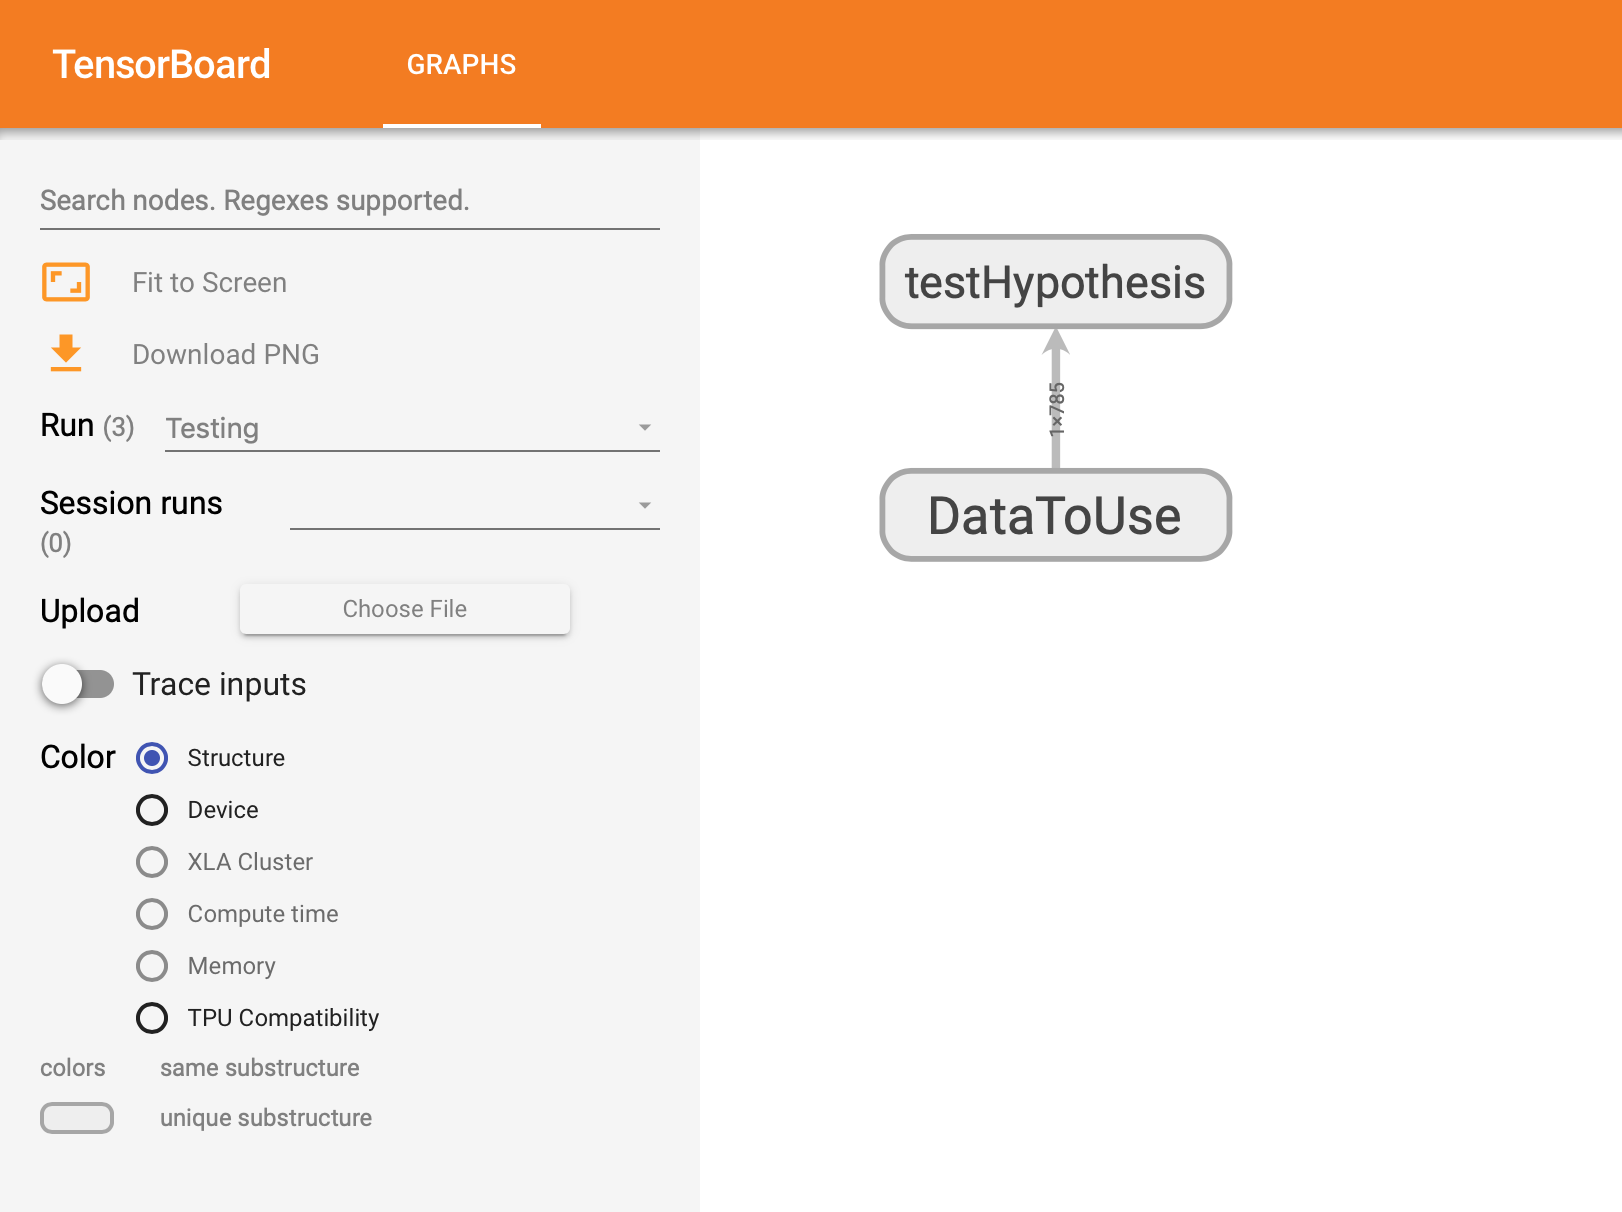 TensorBoard
GRAPHS
Search nodes. Regexes supported.
Fit to Screen
Download PNG
Run (3) Testing
Session runs
(0)
Upload Choose File
Trace inputs
Color Structure
Device
XLA Cluster
Compute time
Memory
TPU Compatibility
colors same substructure
unique substructure
testHypothesis
1×785
DataToUse